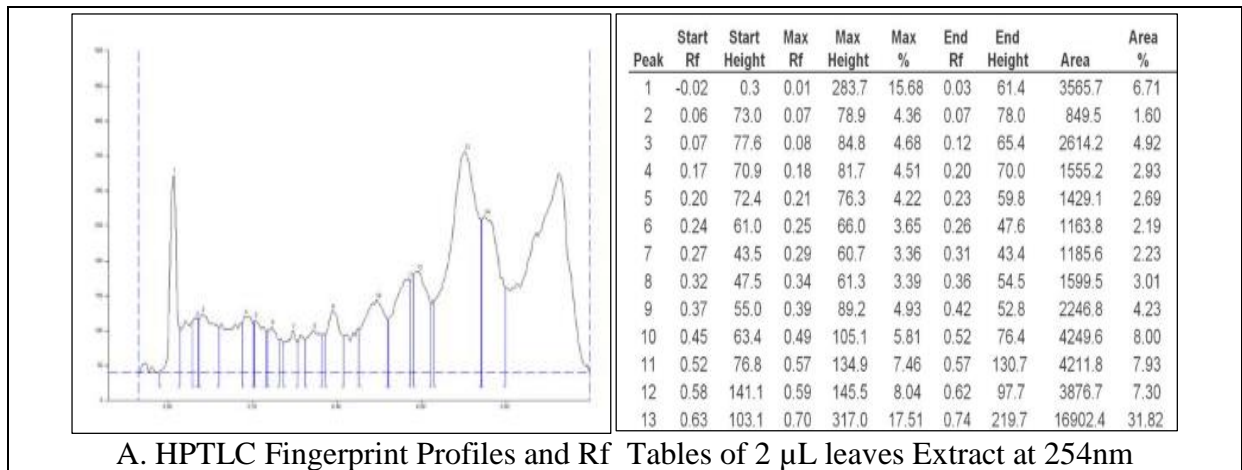 Start Start Max Max Max End End Area
Peak Rf Height Rf Height % Rf Height Area %
1 -0.02 0.3 0.01 283.7 15.68 0.03 61.4 3565.7 6.71
2 0.06 73.0 0.07 78.9 4.36 0.07 78.0 849.5 1.60
3 0.07 77.6 0.08 84.8 4.68 0.12 65.4 2614.2 4.92
4 0.17 70.9 0.18 81.7 4.51 0.20 70.0 1555.2 2.93
5 0.20 72.4 0.21 76.3 4.22 0.23 59.8 1429.1 2.69
6 0.24 61.0 0.25 66.0 3.65 0.26 47.6 1163.8 2.19
7 0.27 43.5 0.29 60.7 3.36 0.31 43.4 1185.6 2.23
8 0.32 47.5 0.34 61.3 3.39 0.36 54.5 1599.5 3.01
9 0.37 55.0 0.39 89.2 4.93 0.42 52.8 2246.8 4.23
10 0.45 63.4 0.49 105.1 5.81 0.52 76.4 4249.6 8.00
11 0.52 76.8 0.57 134.9 7.46 0.57 130.7 4211.8 7.93
12 0.58 141.1 0.59 145.5 8.04 0.62 97.7 3876.7 7.30
13 0.63 103.1 0.70 317.0 17.51 0.74 219.7 16902.4 31.82
A. HPTLC Fingerprint Profiles and Rf Tables of 2 µL leaves Extract at 254nm